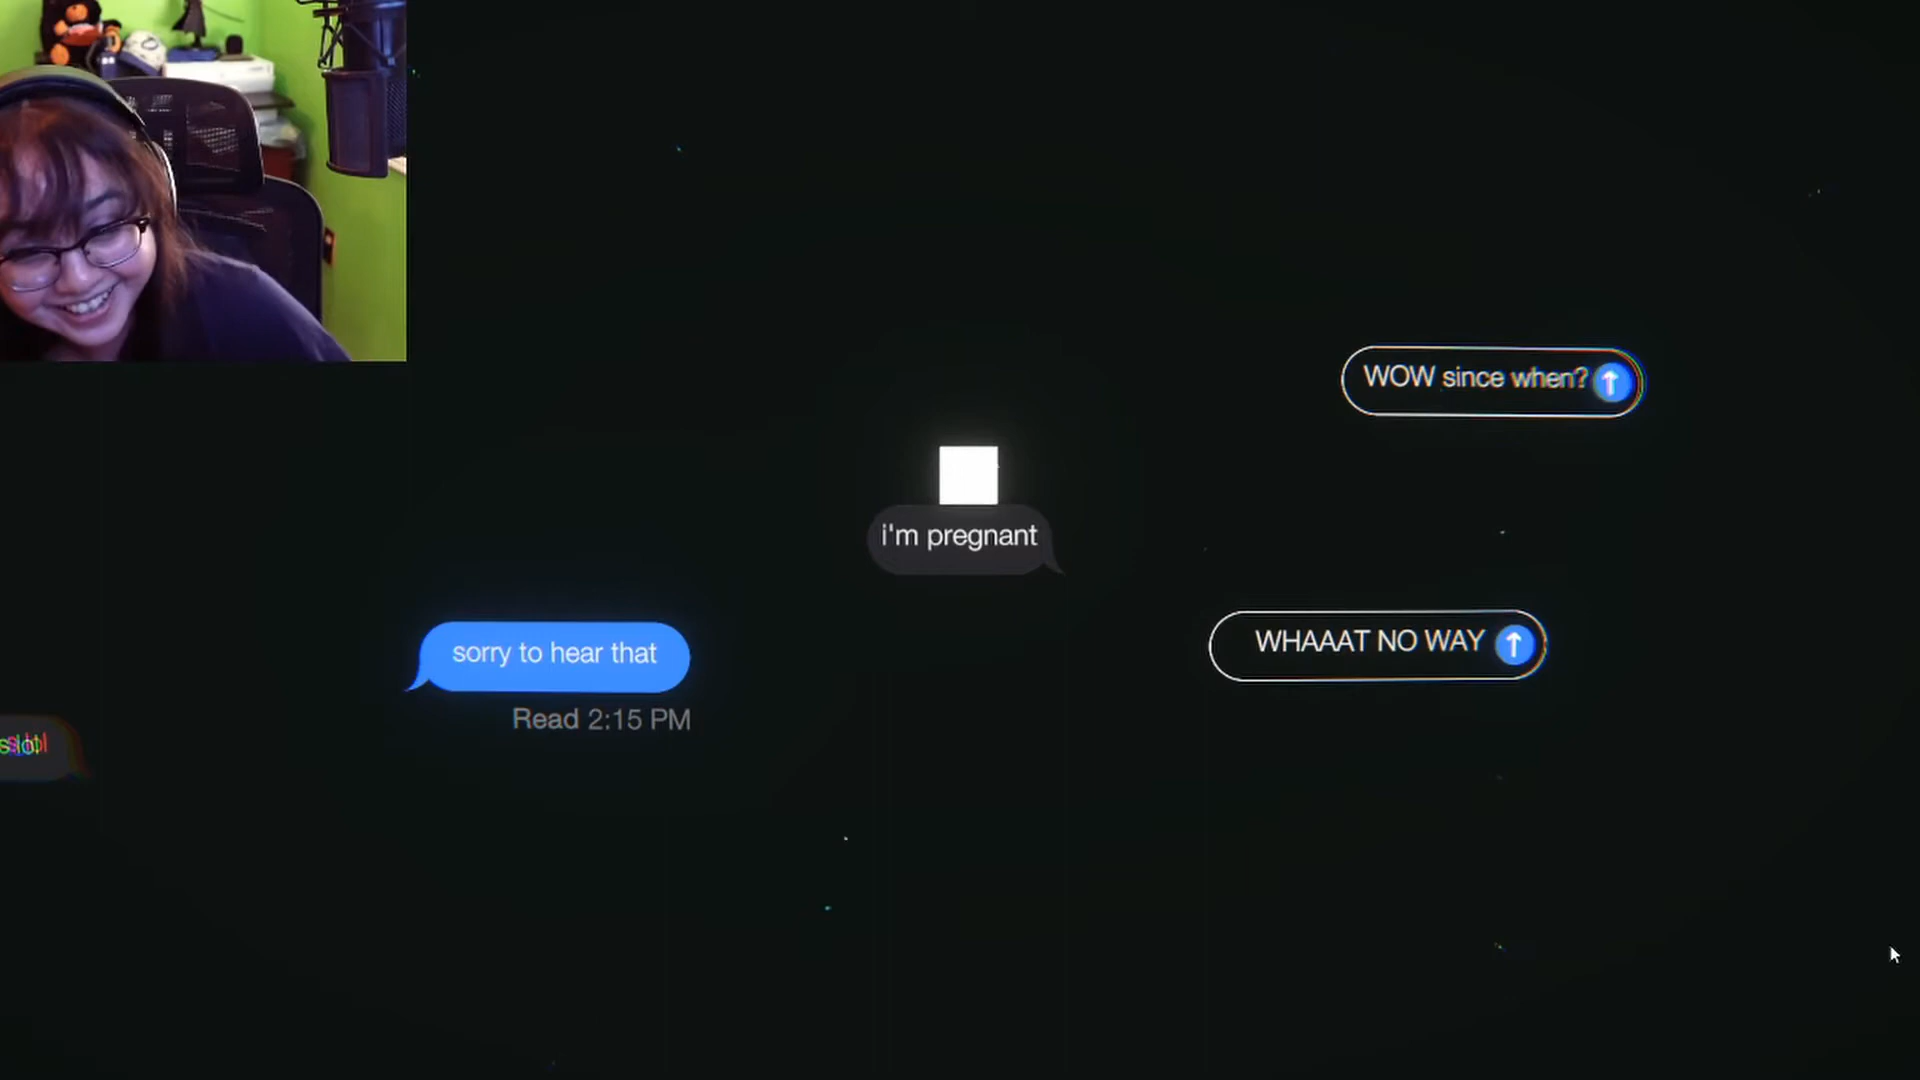 WOW since when?
i'm pregnant
WHAAAT NO WAY
sorry to hear that
Read 2:15 PM